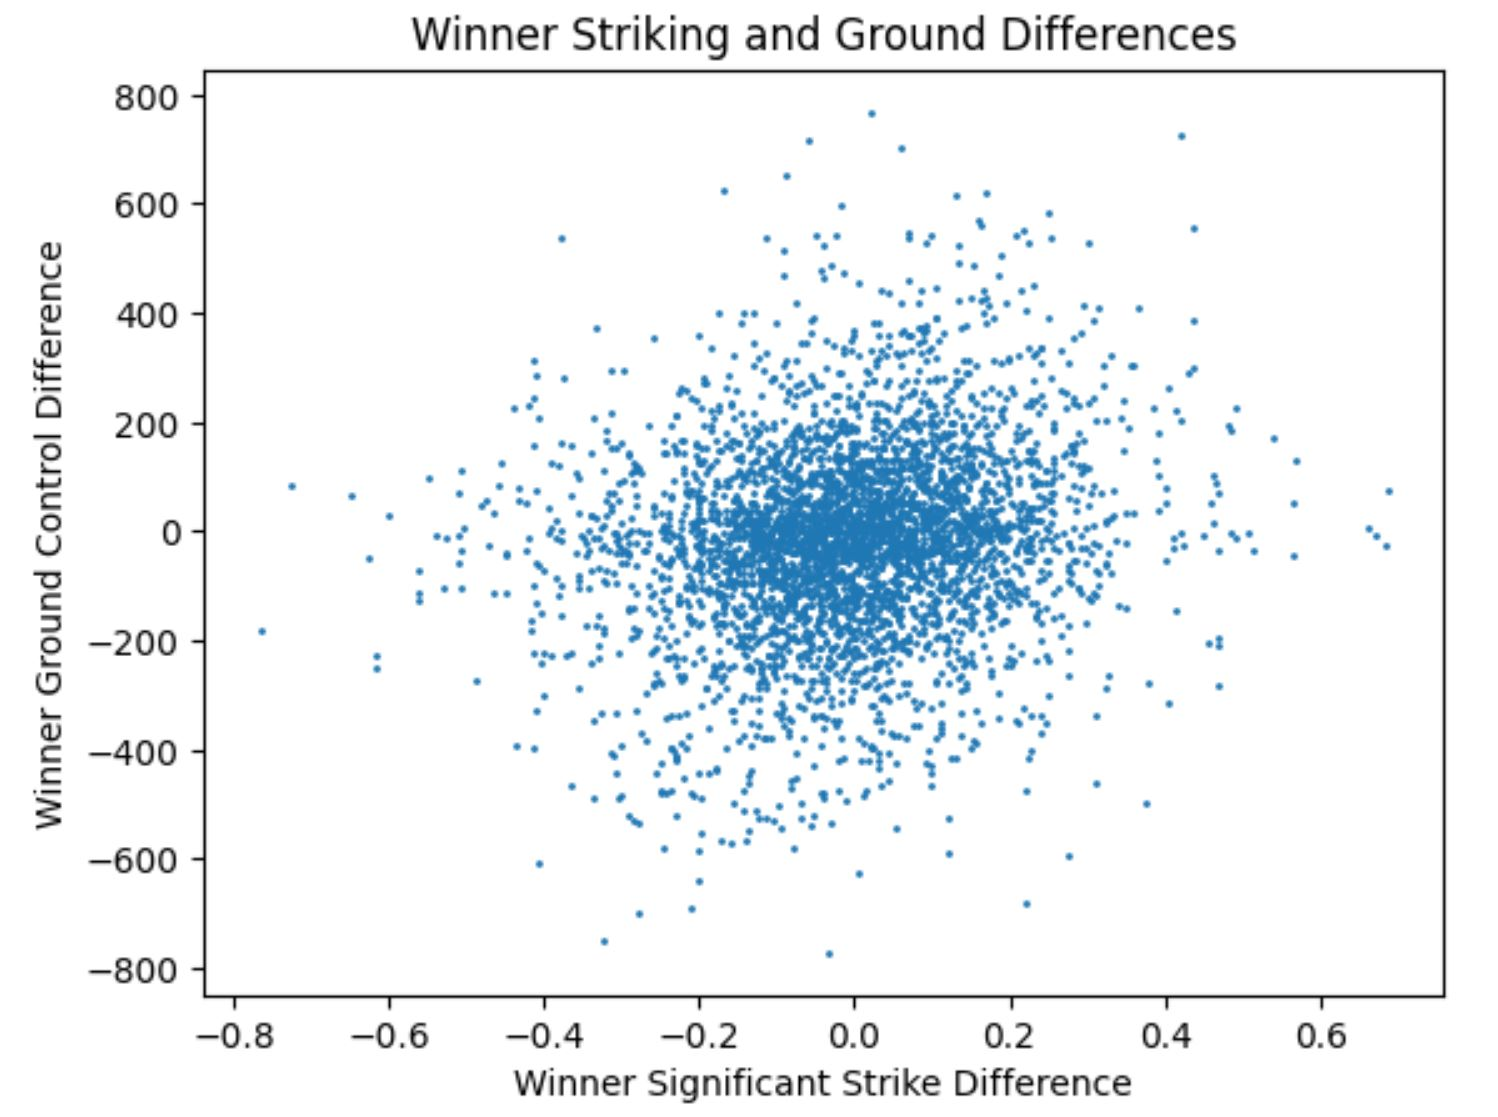 Winner Striking and Ground Differences
800
600
400
200
0
−200
−400
−600
−800
Winner Ground Control Difference
−0.8 −0.6 −0.4 −0.2 0.0 0.2 0.4 0.6
Winner Significant Strike Difference